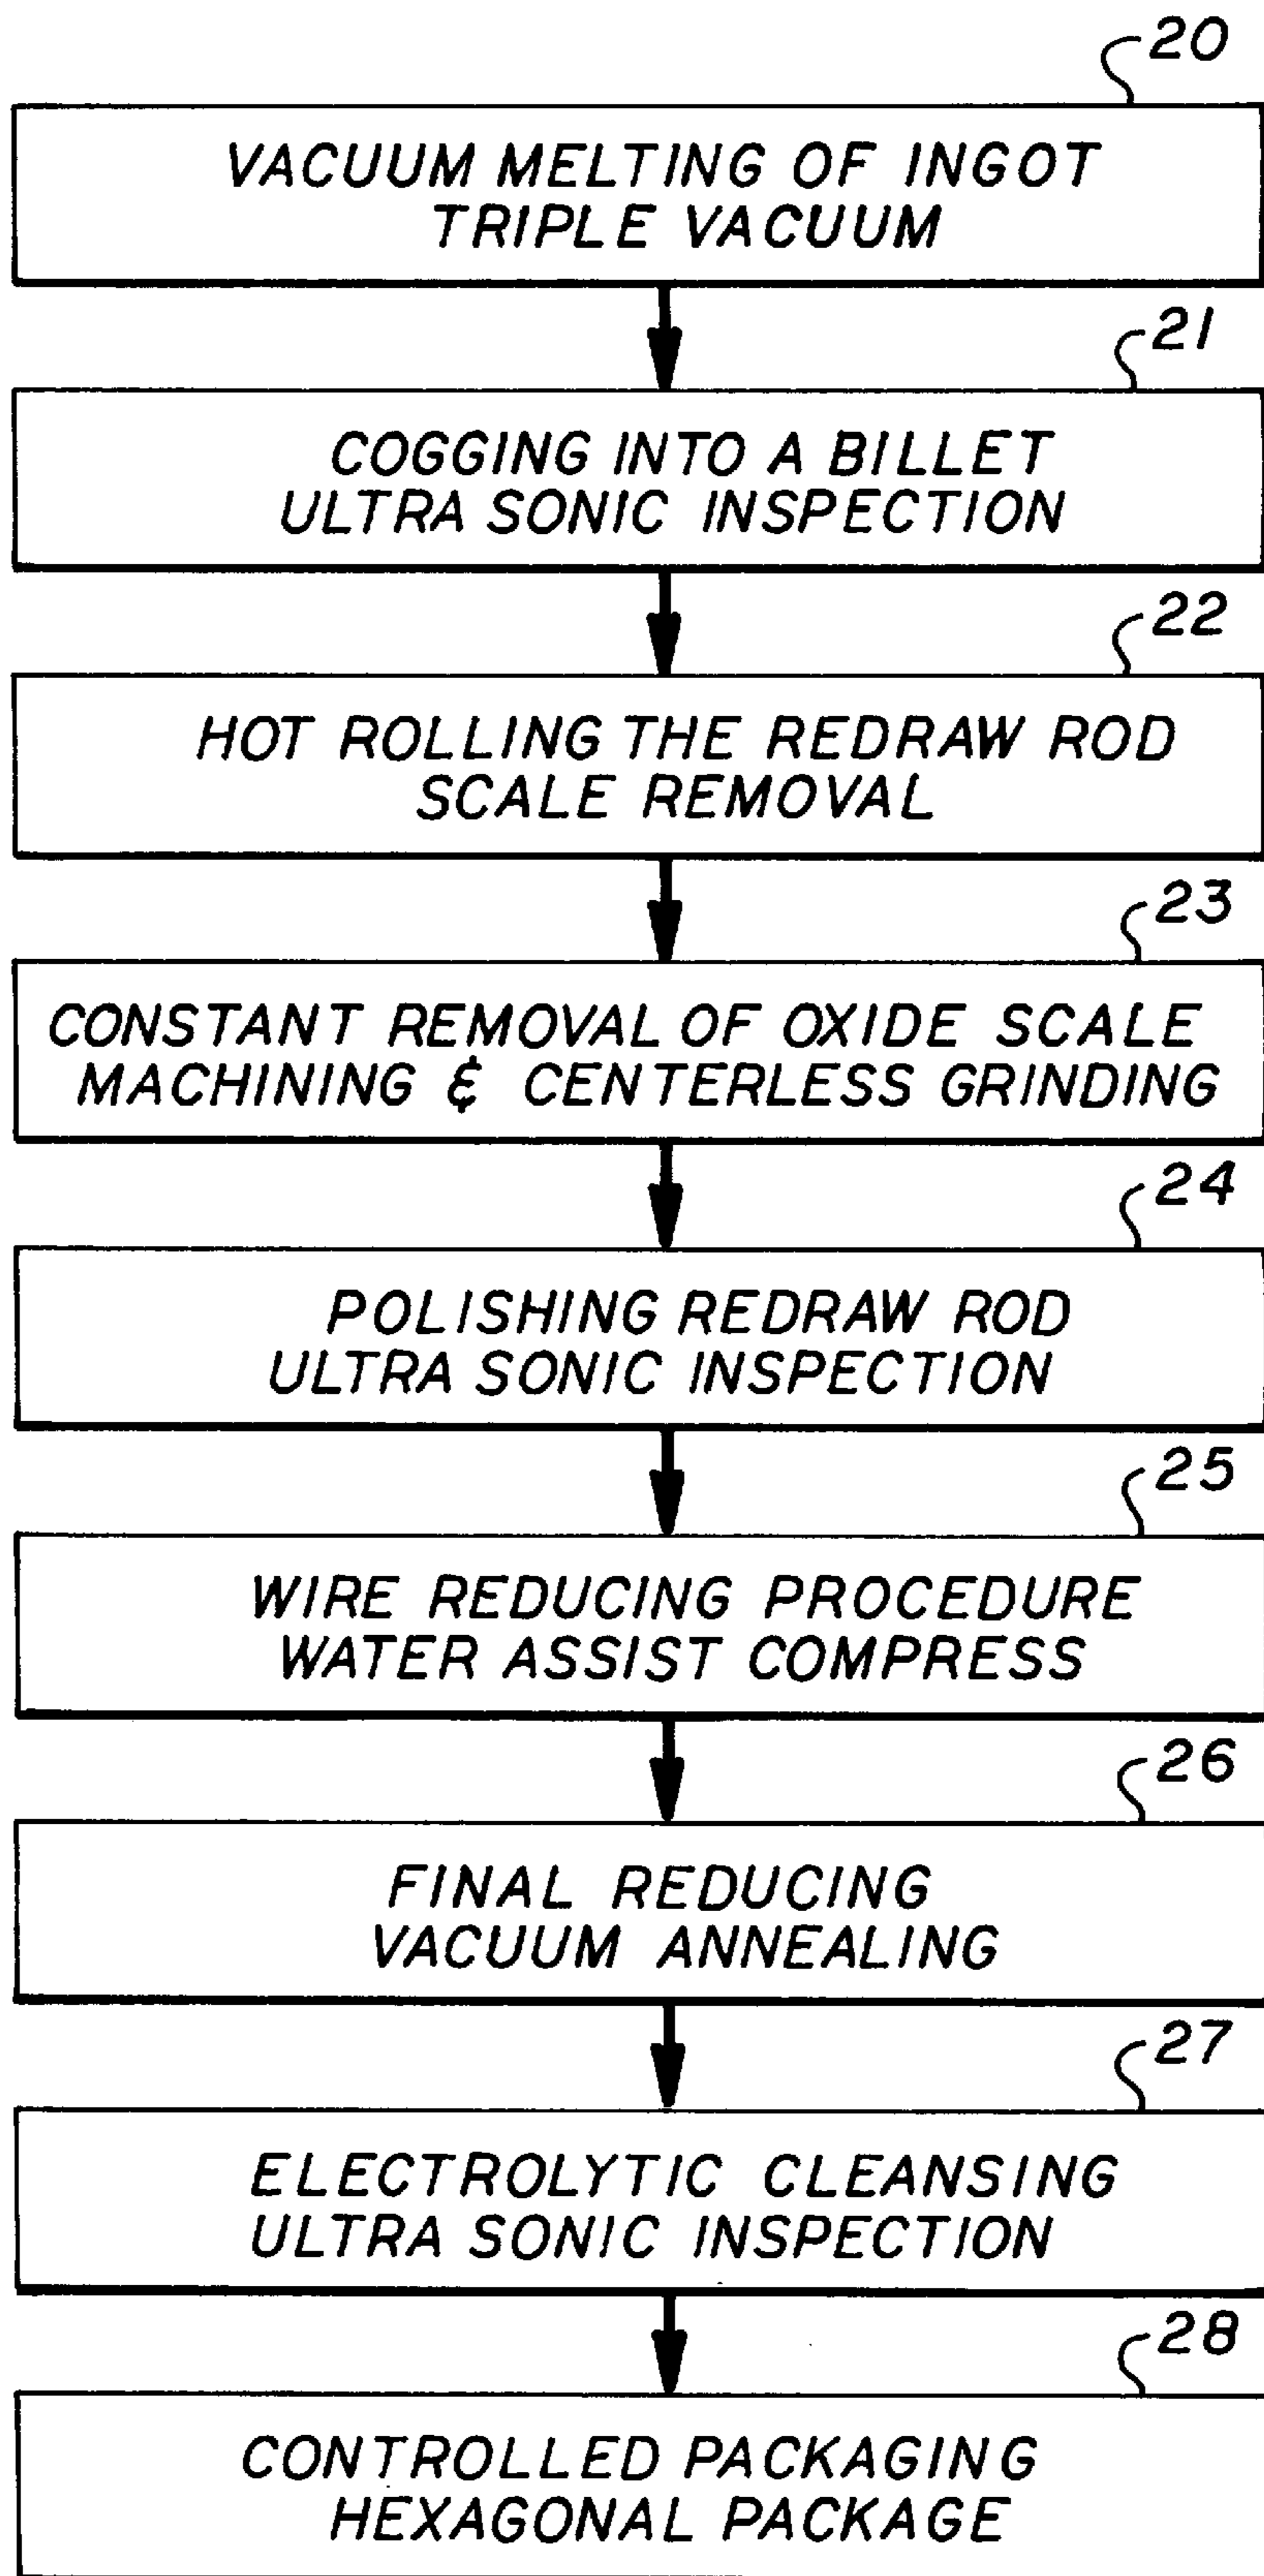 20
VACUUM MELTING OF INGOT
TRIPLE VACUUM
21
COGGING INTO A BILLET
ULTRA SONIC INSPECTION
22
HOT ROLLING THE REDRAW ROD
SCALE REMOVAL
23
CONSTANT REMOVAL OF OXIDE SCALE
MACHINING & CENTERLESS GRINDING
24
POLISHING REDRAW ROD
ULTRA SONIC INSPECTION
25
WIRE REDUCING PROCEDURE
WATER ASSIST COMPRESS
26
FINAL REDUCING
VACUUM ANNEALING
27
ELECTROLYTIC CLEANSING
ULTRA SONIC INSPECTION
28
CONTROLLED PACKAGING
HEXAGONAL PACKAGE